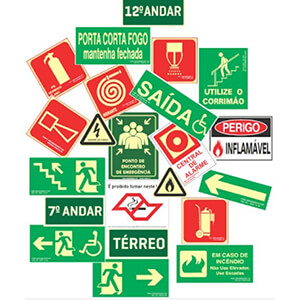 12º ANDAR
PORTA CORTA FOGO
mantenha fechada
UTILIZE O
CORRIMÃO
SAÍDA
PERIGO
INFLAMÁVEL
PONTO DE
ENCONTRO
DE EMERGÊNCIA
CENTRAL
DE ALARME
É proibido fumar neste
7º ANDAR
TÉRREO
EM CASO DE
INCÊNDIO
Não Use Elevador,
Use Escadas